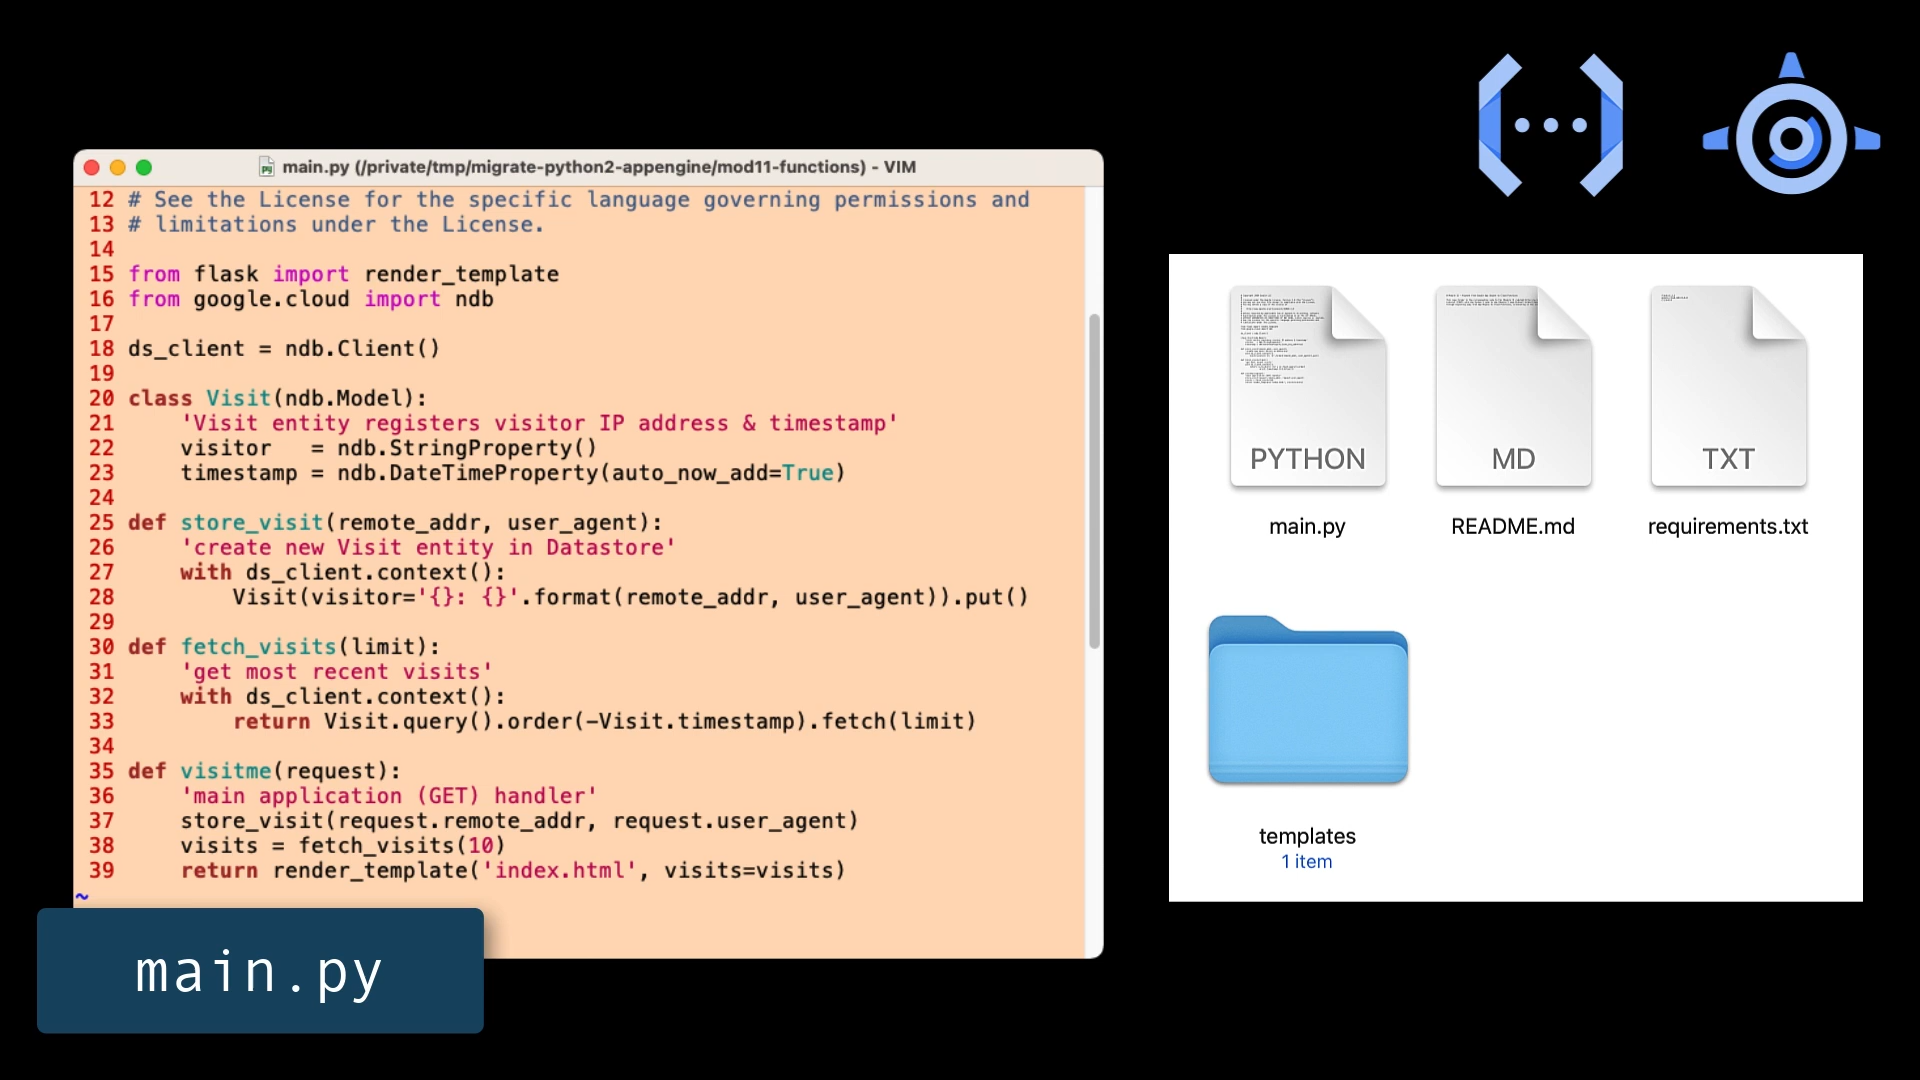 main.py (/private/tmp/migrate-python2-appengine/mod11-functions) - VIM
12 # See the License for the specific language governing permissions and
13 # limitations under the License.
14
15 from flask import render_template
16 from google.cloud import ndb
17
18 ds_client = ndb.Client()
19
20 class Visit(ndb.Model):
21     'Visit entity registers visitor IP address & timestamp'
22     visitor   = ndb.StringProperty()
23     timestamp = ndb.DateTimeProperty(auto_now_add=True)
24
25 def store_visit(remote_addr, user_agent):
26     'create new Visit entity in Datastore'
27     with ds_client.context():
28         Visit(visitor='{}: {}'.format(remote_addr, user_agent)).put()
29
30 def fetch_visits(limit):
31     'get most recent visits'
32     with ds_client.context():
33         return Visit.query().order(-Visit.timestamp).fetch(limit)
34
35 def visitme(request):
36     'main application (GET) handler'
37     store_visit(request.remote_addr, request.user_agent)
38     visits = fetch_visits(10)
39     return render_template('index.html', visits=visits)
~
main.py
PYTHON
main.py
MD
README.md
TXT
requirements.txt
templates
1 item